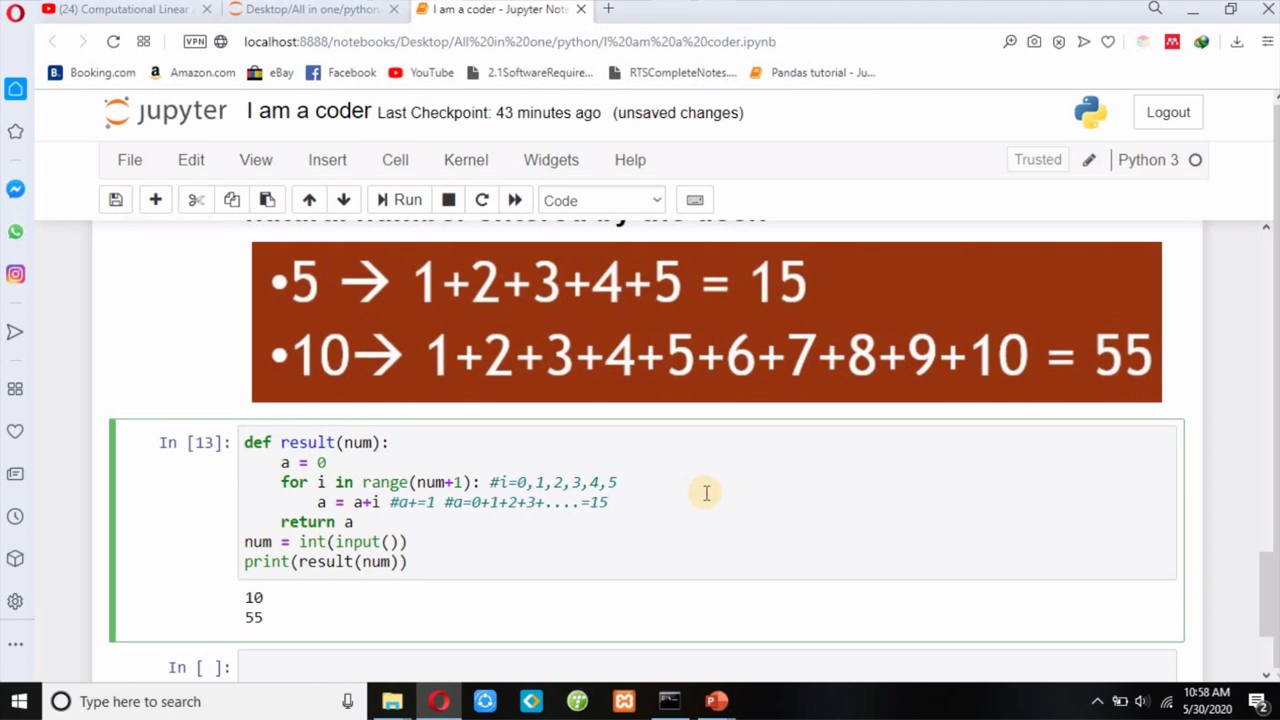 (24) Computational Linear
Desktop/All in one/python/
I am a coder - Jupyter Note
VPN
localhost:8888/notebooks/Desktop/All%20in%20one/python/I%20am%20a%20coder.ipynb
Booking.com
Amazon.com
eBay
Facebook
YouTube
2.1SoftwareRequire...
RTSCompleteNotes....
Pandas tutorial - Ju...
jupyter
I am a coder Last Checkpoint: 43 minutes ago (unsaved changes)
Logout
File Edit View Insert Cell Kernel Widgets Help
Trusted
Python 3
Run
Code
•5 → 1+2+3+4+5 = 15
•10→ 1+2+3+4+5+6+7+8+9+10 = 55
In [13]:
def result(num):
a = 0
for i in range(num+1): #i=0,1,2,3,4,5
a = a+i #a+=1 #a=0+1+2+3+....=15
return a
num = int(input())
print(result(num))
10
55
In [ ]:
Type here to search
10:58 AM
5/30/2020
2